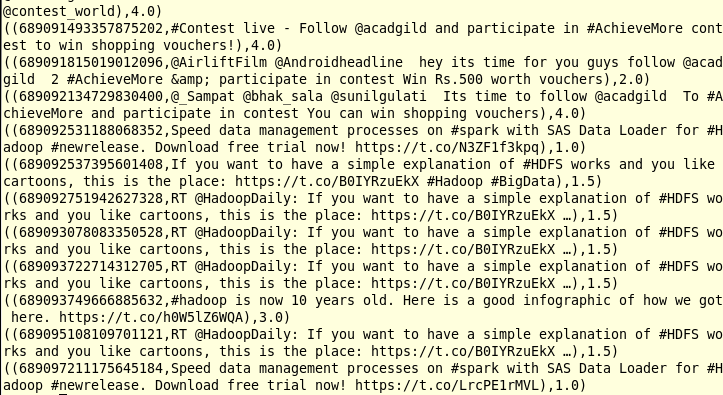 @contest_world),4.0)
((689091493357875202,#Contest live - Follow @acadgild and participate in #AchieveMore cont
est to win shopping vouchers!),4.0)
((689091815019012096,@AirliftFilm @Androidheadline  hey its time for you guys follow @acad
gild  2 #AchieveMore &amp; participate in contest Win Rs.500 worth vouchers),2.0)
((689092134729830400,@_Sampat @bhak_sala @sunilgulati  Its time to follow @acadgild  To #A
chieveMore and participate in contest You can win shopping vouchers),4.0)
((689092531188068352,Speed data management processes on #spark with SAS Data Loader for #H
adoop #newrelease. Download free trial now! https://t.co/N3ZF1f3kpq),1.0)
((689092537395601408,If you want to have a simple explanation of #HDFS works and you like
cartoons, this is the place: https://t.co/B0IYRzuEkX #Hadoop #BigData),1.5)
((689092751942627328,RT @HadoopDaily: If you want to have a simple explanation of #HDFS wo
rks and you like cartoons, this is the place: https://t.co/B0IYRzuEkX …),1.5)
((689093078083350528,RT @HadoopDaily: If you want to have a simple explanation of #HDFS wo
rks and you like cartoons, this is the place: https://t.co/B0IYRzuEkX …),1.5)
((689093722714312705,RT @HadoopDaily: If you want to have a simple explanation of #HDFS wo
rks and you like cartoons, this is the place: https://t.co/B0IYRzuEkX …),1.5)
((689093749666885632,#hadoop is now 10 years old. Here is a good infographic of how we got
 here. https://t.co/h0W5lZ6WQA),3.0)
((689095108109701121,RT @HadoopDaily: If you want to have a simple explanation of #HDFS wo
rks and you like cartoons, this is the place: https://t.co/B0IYRzuEkX …),1.5)
((689097211175645184,Speed data management processes on #spark with SAS Data Loader for #H
adoop #newrelease. Download free trial now! https://t.co/LrcPE1rMVL),1.0)